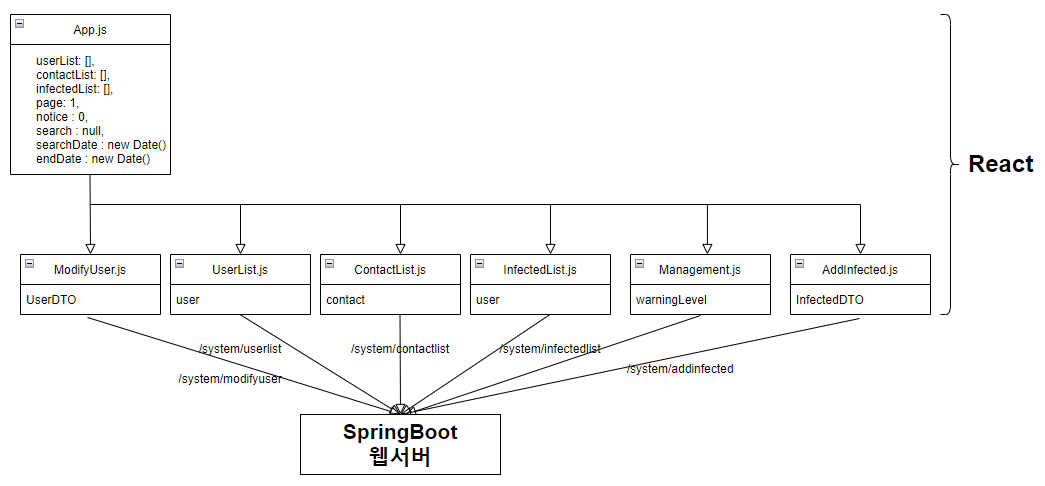 App.js
userList: [],
contactList: [],
infectedList: [],
page: 1,
notice : 0,
search : null,
searchDate : new Date()
endDate : new Date()
React
ModifyUser.js
UserDTO
UserList.js
user
ContactList.js
contact
InfectedList.js
user
Management.js
warningLevel
AddInfected.js
InfectedDTO
/system/userlist
/system/contactlist
/system/infectedlist
/system/modifyuser
/system/addinfected
SpringBoot
웹서버